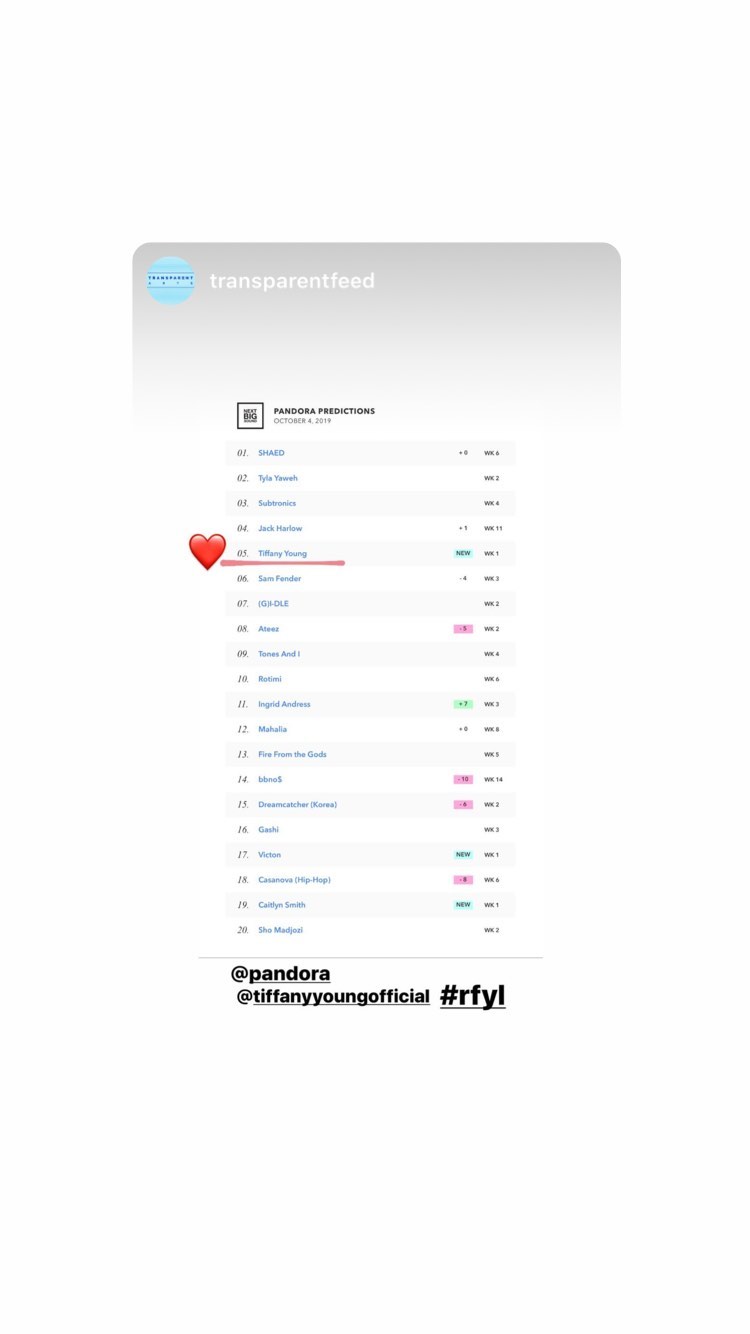 TRANSPARENT
ARTS
transparentfeed
NEXT
BIG
SOUND
PANDORA PREDICTIONS
OCTOBER 4, 2019
01. SHAED +0 WK 6
02. Tyla Yaweh WK 2
03. Subtronics WK 4
04. Jack Harlow +1 WK 11
05. Tiffany Young NEW WK 1
06. Sam Fender -4 WK 3
07. (G)I-DLE WK 2
08. Ateez -5 WK 2
09. Tones And I WK 4
10. Rotimi WK 6
11. Ingrid Andress +7 WK 3
12. Mahalia +0 WK 8
13. Fire From the Gods WK 5
14. bbno$ -10 WK 14
15. Dreamcatcher (Korea) -6 WK 2
16. Gashi WK 3
17. Victon NEW WK 1
18. Casanova (Hip-Hop) -8 WK 6
19. Caitlyn Smith NEW WK 1
20. Sho Madjozi WK 2
@pandora
@tiffanyyoungofficial #rfyl